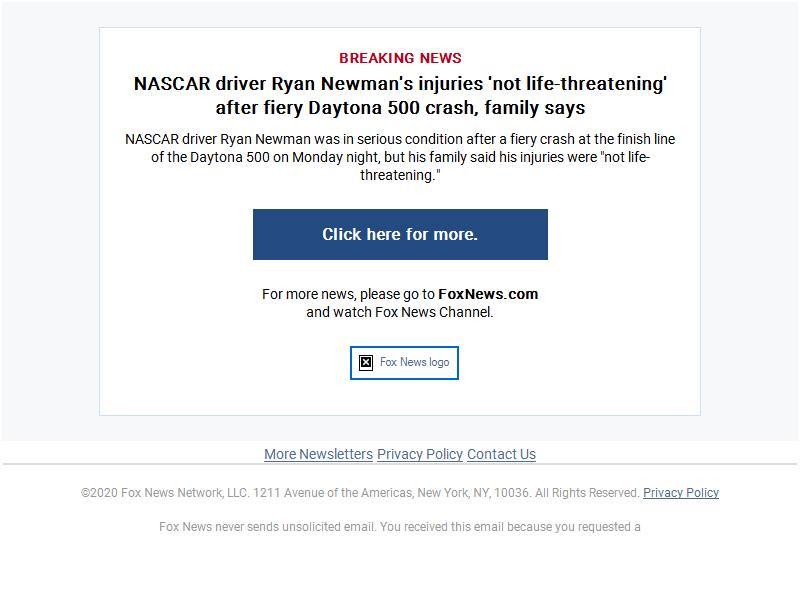 BREAKING NEWS
NASCAR driver Ryan Newman's injuries 'not life-threatening'
after fiery Daytona 500 crash, family says
NASCAR driver Ryan Newman was in serious condition after a fiery crash at the finish line
of the Daytona 500 on Monday night, but his family said his injuries were "not life-
threatening."
Click here for more.
For more news, please go to FoxNews.com
and watch Fox News Channel.
Fox News logo
More Newsletters Privacy Policy Contact Us
©2020 Fox News Network, LLC. 1211 Avenue of the Americas, New York, NY, 10036. All Rights Reserved. Privacy Policy
Fox News never sends unsolicited email. You received this email because you requested a